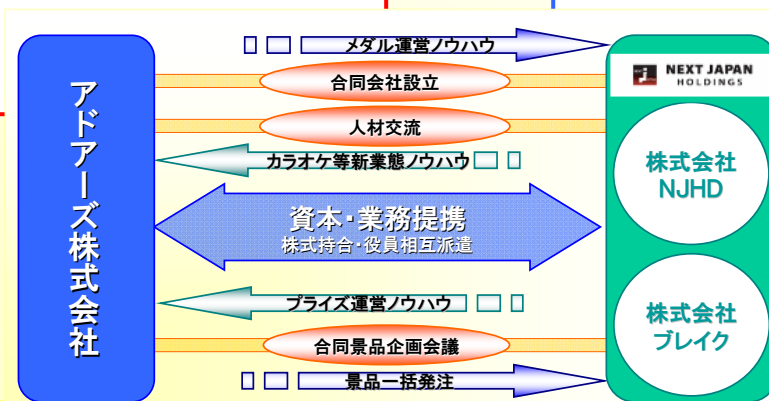 メダル運営ノウハウ
NEXT JAPAN
HOLDINGS
合同会社設立
人材交流
カラオケ等新業態ノウハウ
アドアーズ株式会社
株式会社
NJHD
資本・業務提携
株式持合・役員相互派遣
プライズ運営ノウハウ
株式会社
ブレイク
合同景品企画会議
景品一括発注